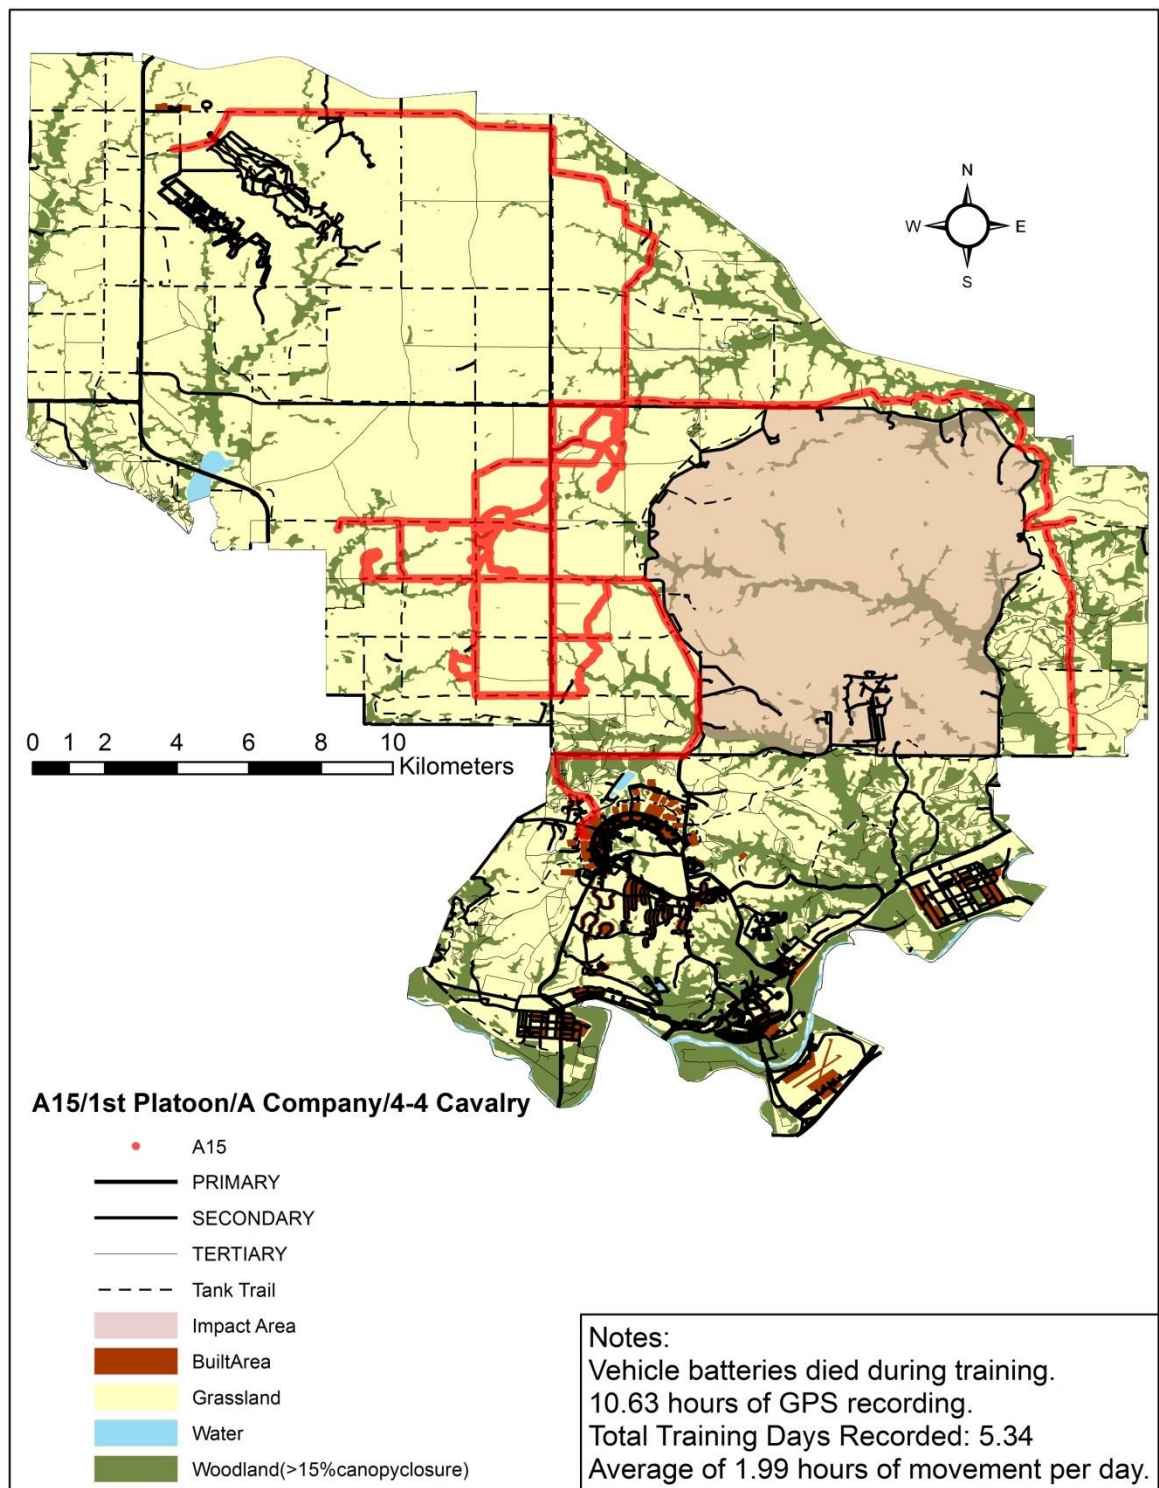 N
W
E
S
0 1 2 4 6 8 10
Kilometers
A15/1st Platoon/A Company/4-4 Cavalry
A15
PRIMARY
SECONDARY
TERTIARY
Tank Trail
Impact Area
BuiltArea
Grassland
Water
Woodland(>15%canopyclosure)
Notes:
Vehicle batteries died during training.
10.63 hours of GPS recording.
Total Training Days Recorded: 5.34
Average of 1.99 hours of movement per day.